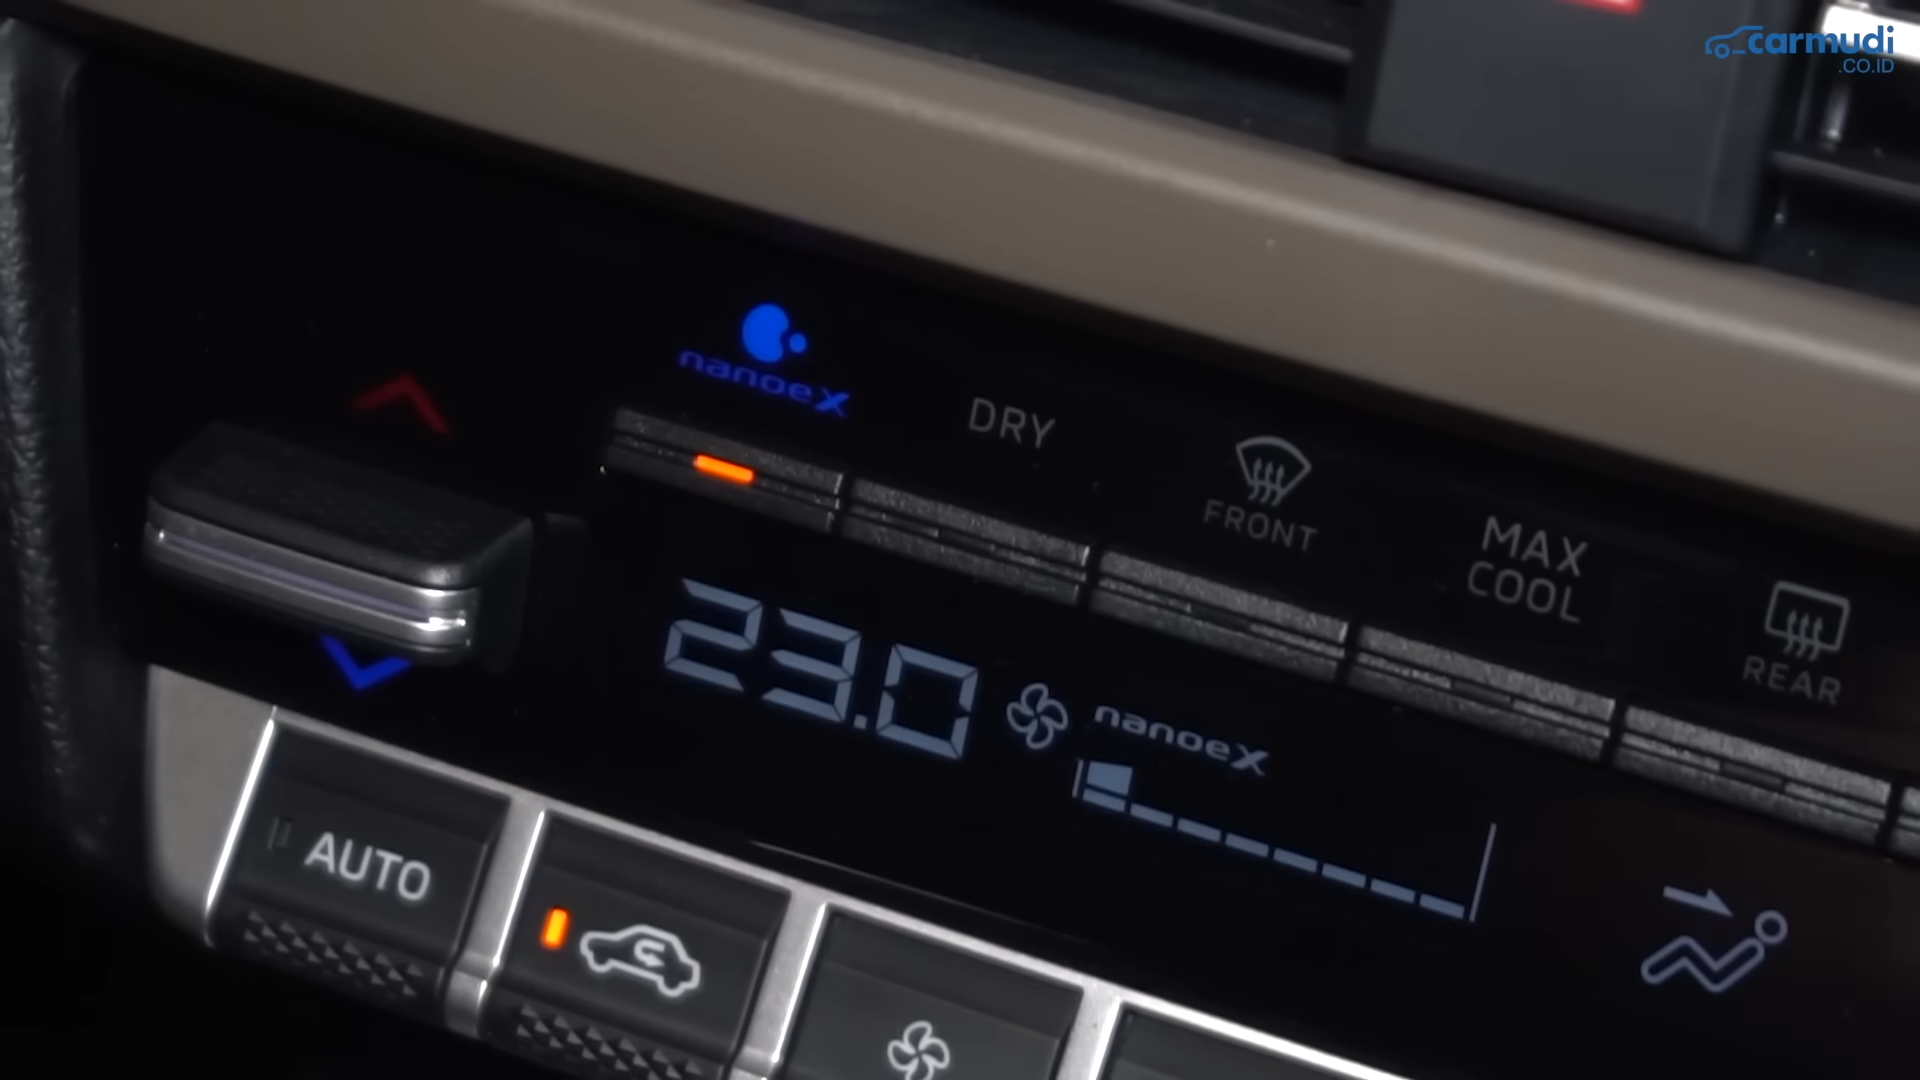 carmudi
.CO.ID
nanoeX
DRY
FRONT
MAX
COOL
REAR
23.0
nanoeX
AUTO